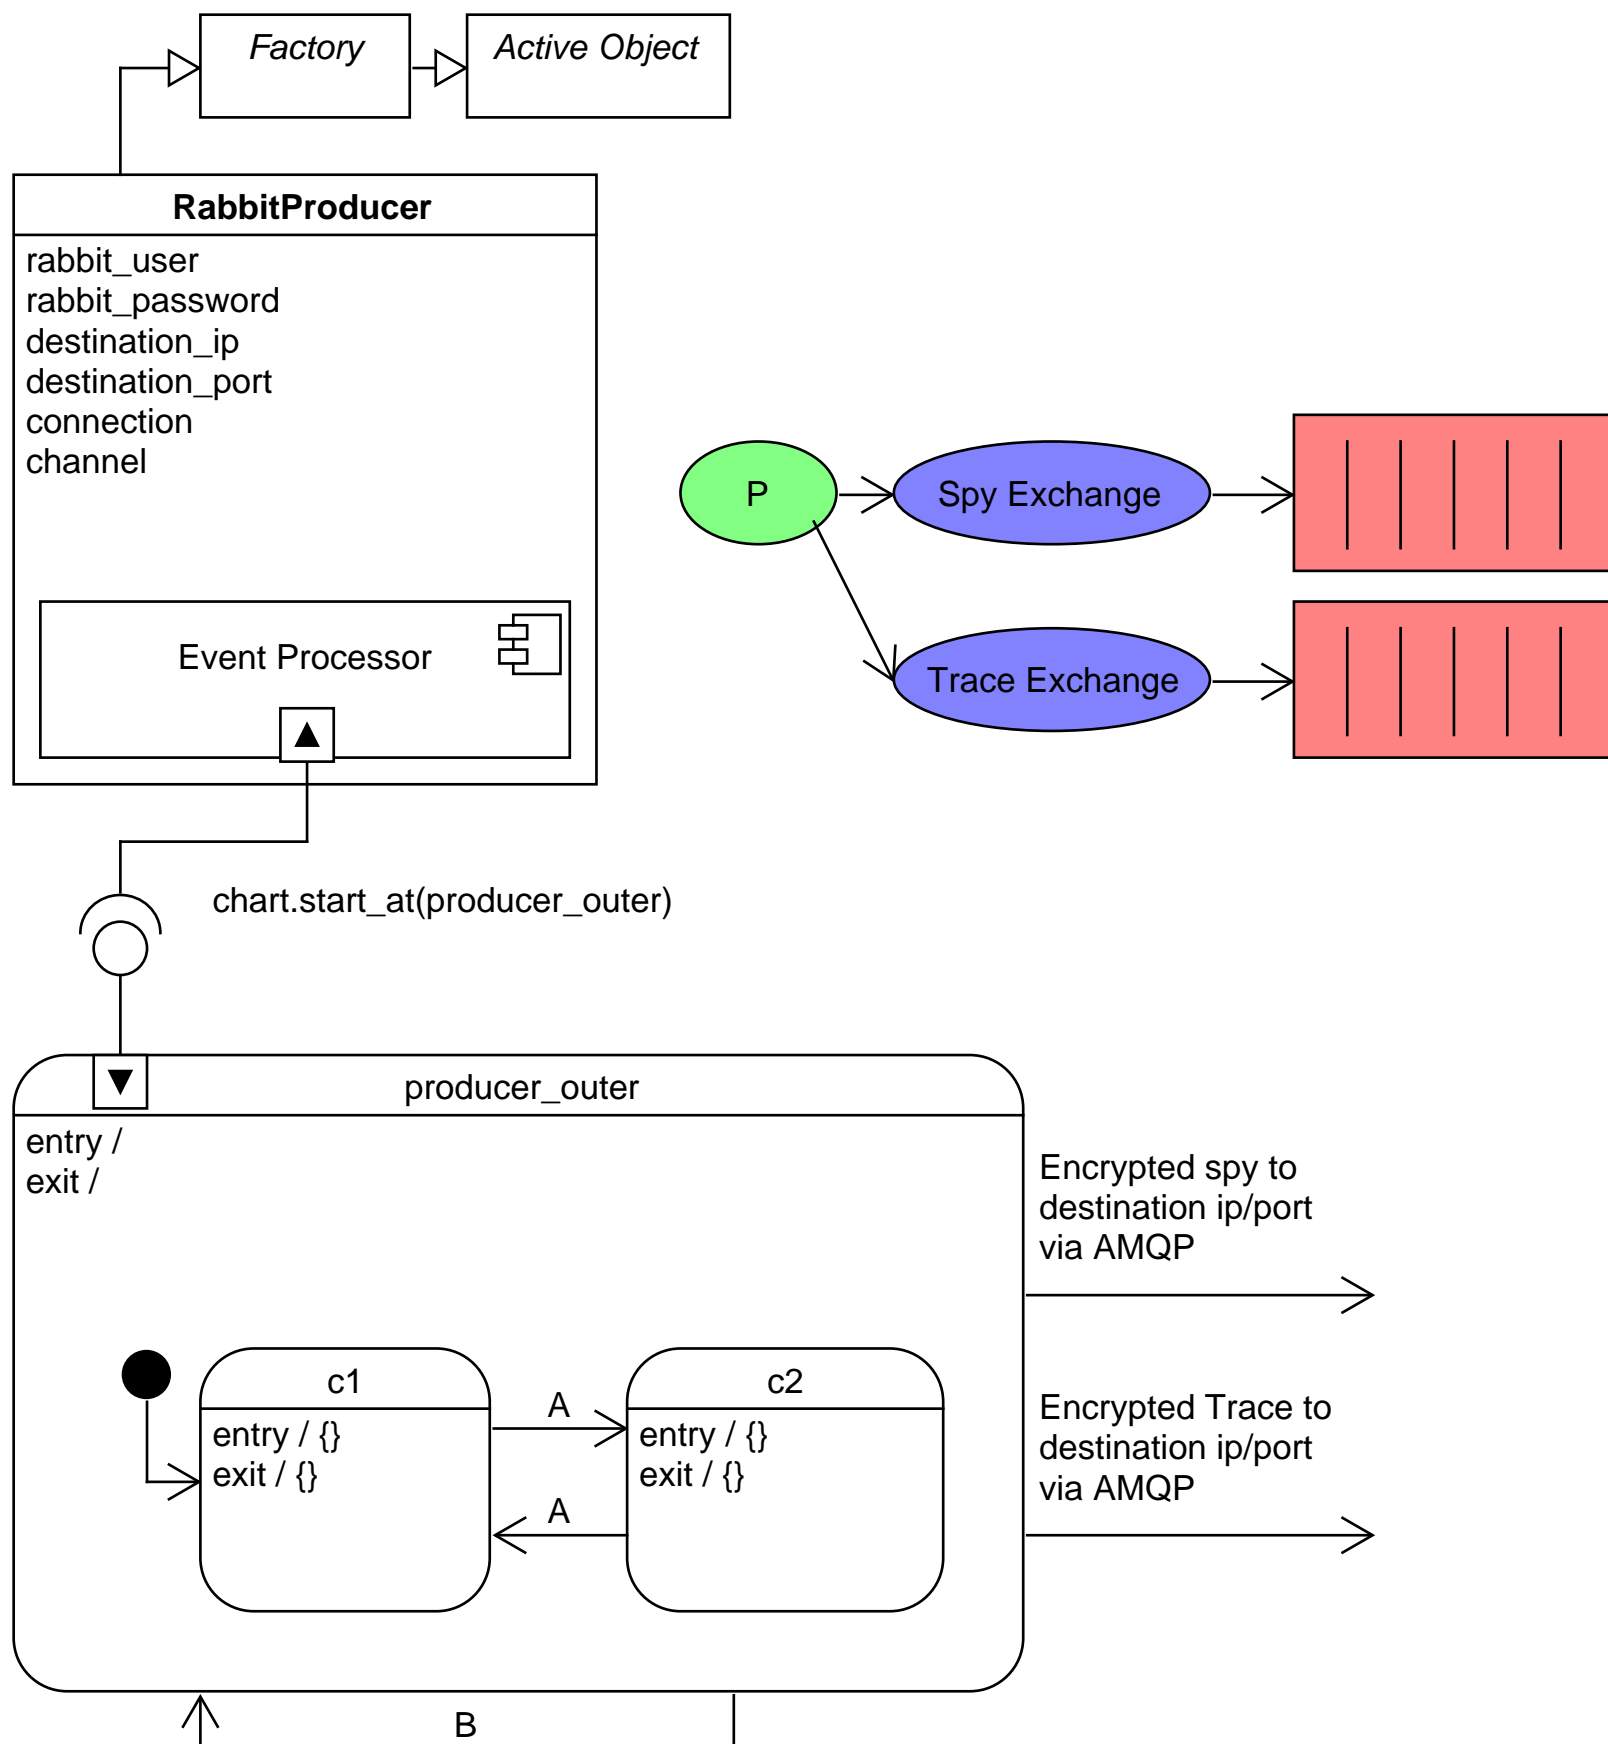 Factory
Active Object
RabbitProducer
rabbit_user
rabbit_password
destination_ip
destination_port
connection
channel
P
Spy Exchange
Event Processor
Trace Exchange
chart.start_at(producer_outer)
producer_outer
entry /
exit /
Encrypted spy to
destination ip/port
via AMQP
c1
entry / {}
exit / {}
A
A
c2
entry / {}
exit / {}
Encrypted Trace to
destination ip/port
via AMQP
B